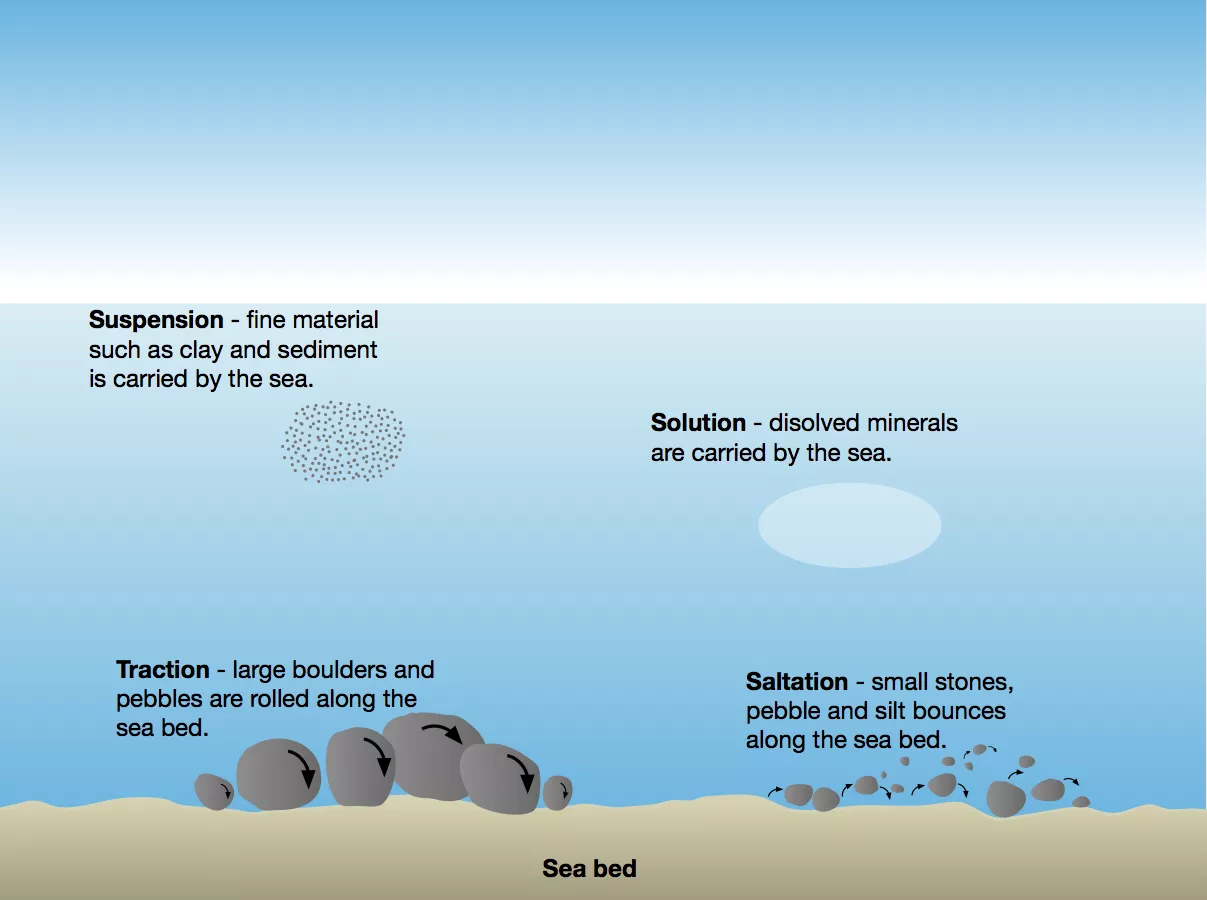 Suspension - fine material
such as clay and sediment
is carried by the sea.
Solution - disolved minerals
are carried by the sea.
Traction - large boulders and
pebbles are rolled along the
sea bed.
Saltation - small stones,
pebble and silt bounces
along the sea bed.
Sea bed